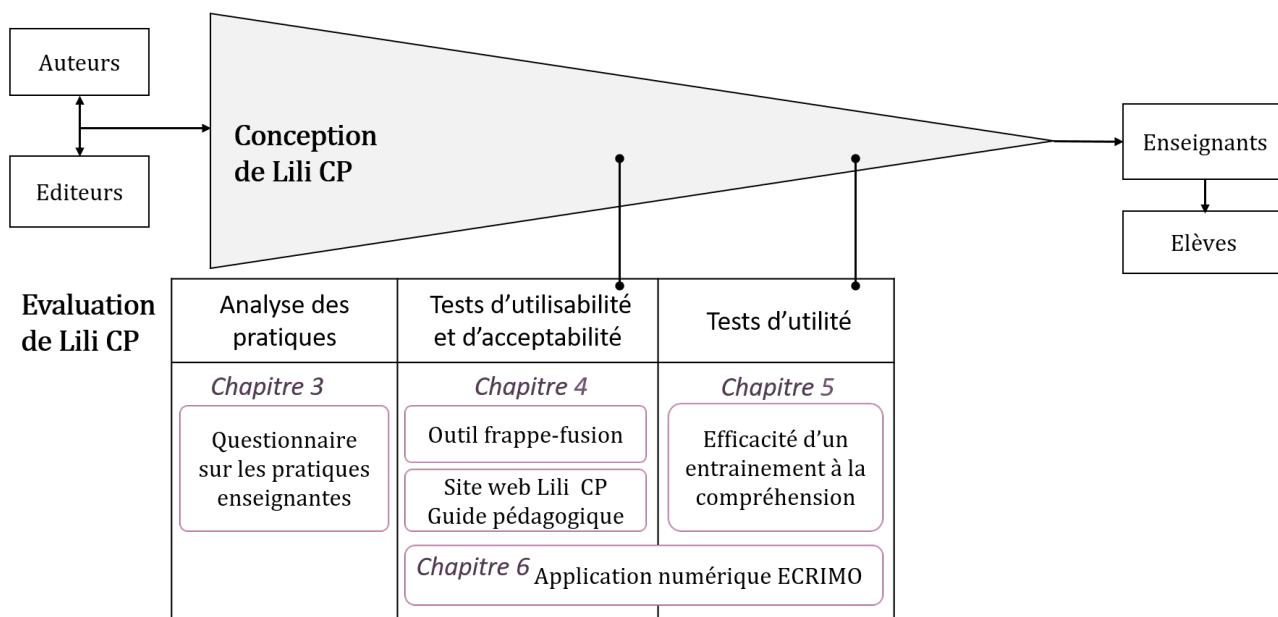 Auteurs
Editeurs
Conception
de Lili CP
Enseignants
Elèves
Evaluation
de Lili CP
Analyse des
pratiques
Tests d'utilisabilité
et d'acceptabilité
Tests d'utilité
Chapitre 3
Questionnaire
sur les pratiques
enseignantes
Chapitre 4
Outil frappe-fusion
Site web Lili CP
Guide pédagogique
Chapitre 5
Efficacité d'un
entrainement à la
compréhension
Chapitre 6 Application numérique ECRIMO